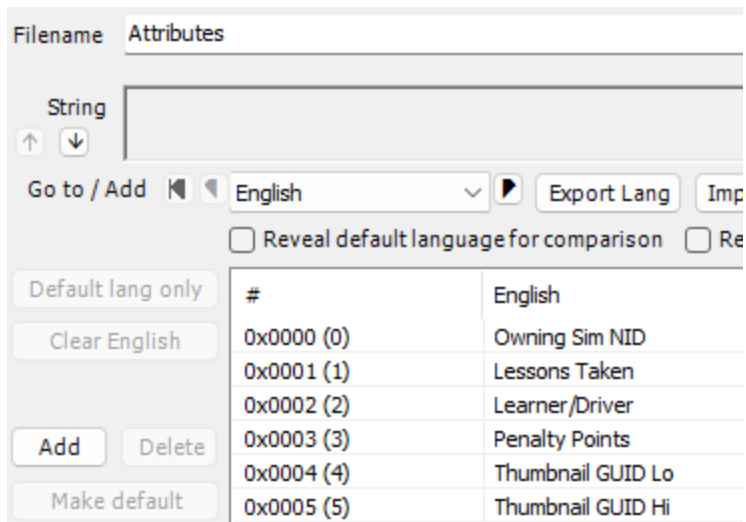 Filename Attributes
String
Go to / Add English Export Lang Imp
Reveal default language for comparison Re
Default lang only
Clear English
Add Delete
Make default
# English
0x0000 (0) Owning Sim NID
0x0001 (1) Lessons Taken
0x0002 (2) Learner/Driver
0x0003 (3) Penalty Points
0x0004 (4) Thumbnail GUID Lo
0x0005 (5) Thumbnail GUID Hi